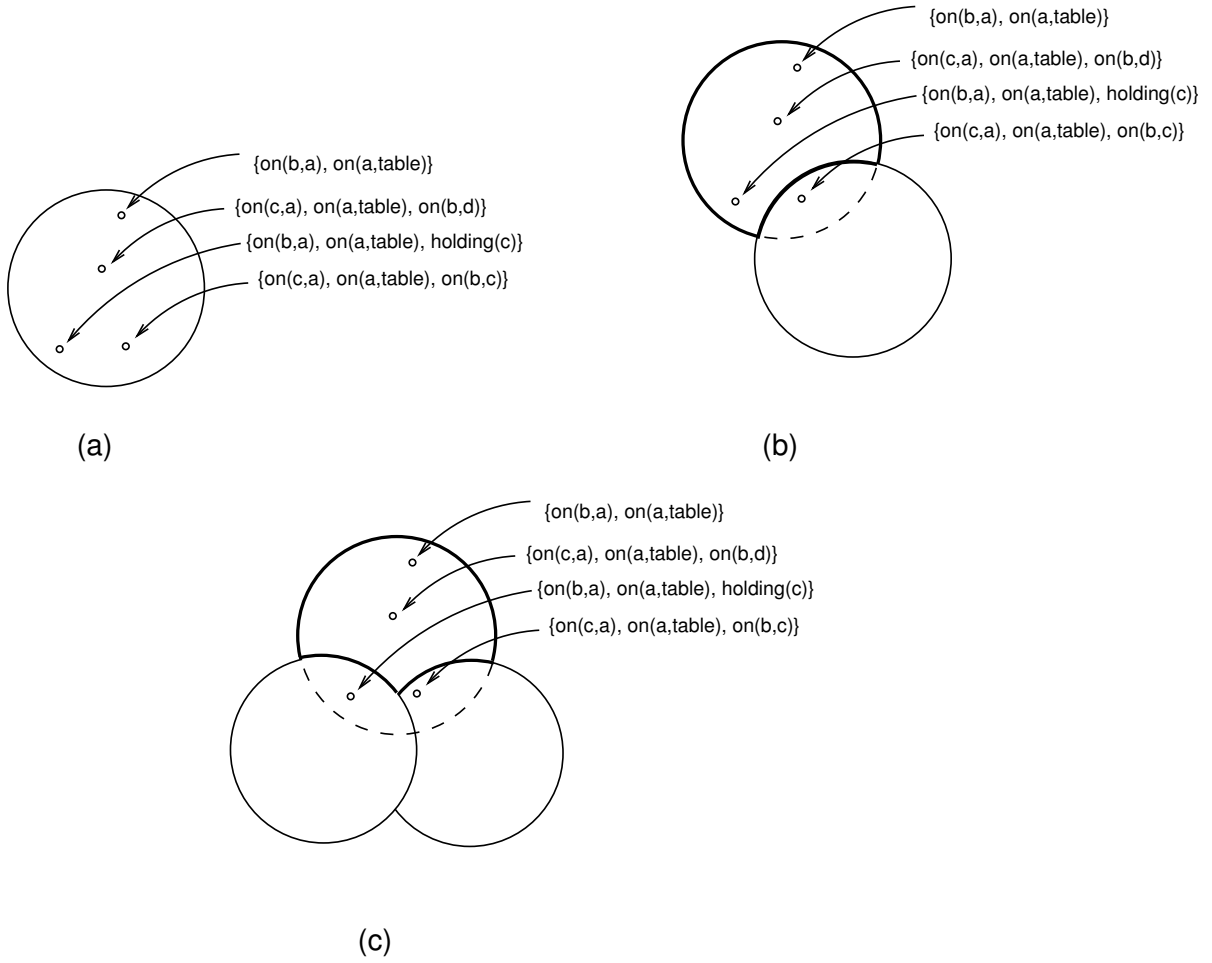 {on(b,a), on(a,table)}
{on(c,a), on(a,table), on(b,d)}
{on(b,a), on(a,table), holding(c)}
{on(c,a), on(a,table), on(b,c)}
(a)
{on(b,a), on(a,table)}
{on(c,a), on(a,table), on(b,d)}
{on(b,a), on(a,table), holding(c)}
{on(c,a), on(a,table), on(b,c)}
(b)
{on(b,a), on(a,table)}
{on(c,a), on(a,table), on(b,d)}
{on(b,a), on(a,table), holding(c)}
{on(c,a), on(a,table), on(b,c)}
(c)